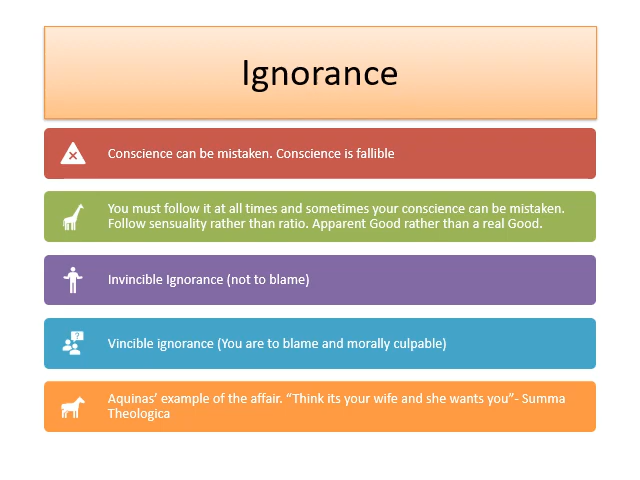 Ignorance
Conscience can be mistaken. Conscience is fallible
You must follow it at all times and sometimes your conscience can be mistaken.
Follow sensuality rather than ratio. Apparent Good rather than a real Good.
Invincible Ignorance (not to blame)
?
Vincible ignorance (You are to blame and morally culpable)
Aquinas’ example of the affair. “Think its your wife and she wants you”- Summa
Theologica